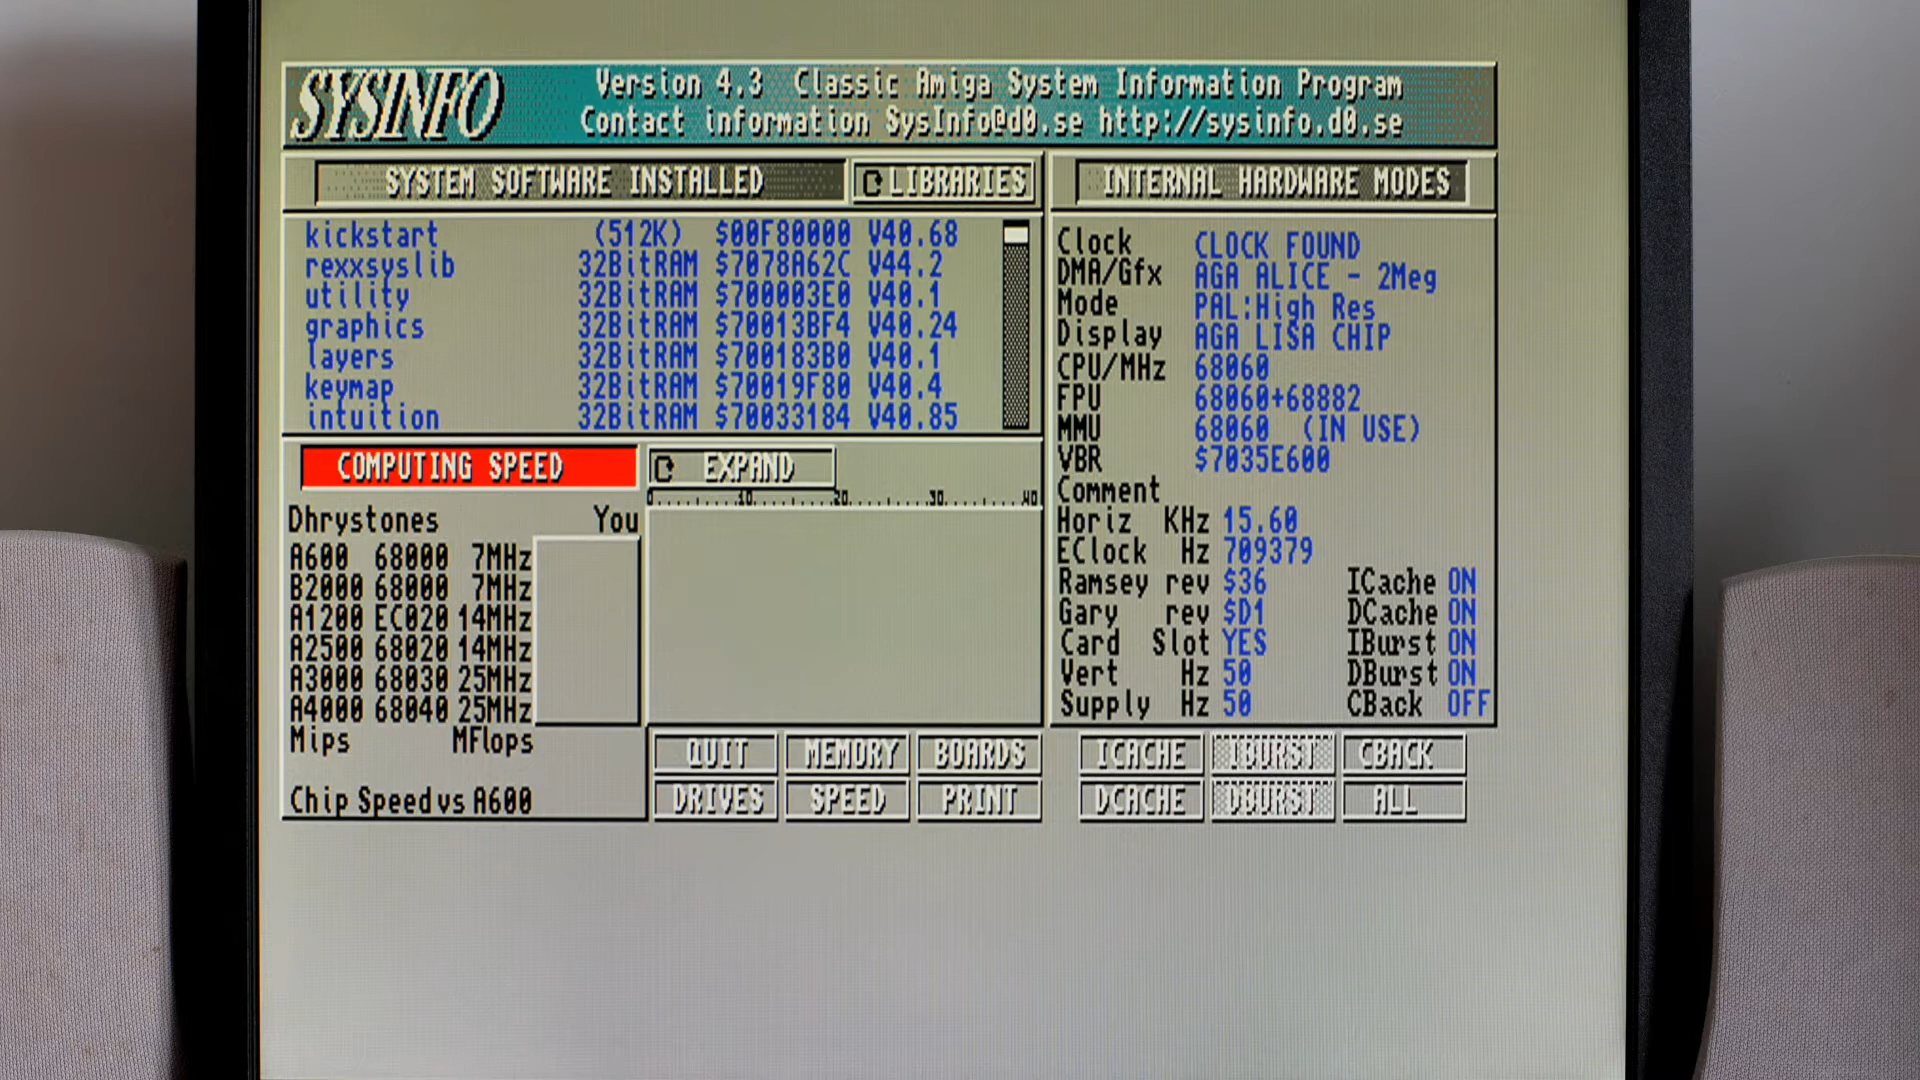 SYSINFO
Version 4.3 Classic Amiga System Information Program
Contact information SysInfo@d0.se http://sysinfo.d0.se
SYSTEM SOFTWARE INSTALLED
LIBRARIES
kickstart (512K) $00F80000 V40.68
rexxsyslib 32BitRAM $7078A62C V44.2
utility 32BitRAM $700003E0 V40.1
graphics 32BitRAM $70013BF4 V40.24
layers 32BitRAM $700183B0 V40.1
keymap 32BitRAM $70019F80 V40.4
intuition 32BitRAM $70033184 V40.85
INTERNAL HARDWARE MODES
Clock CLOCK FOUND
DMA/Gfx AGA ALICE - 2Meg
Mode PAL:High Res
Display AGA LISA CHIP
CPU/MHz 68060
FPU 68060+68882
MMU 68060 (IN USE)
VBR $7035E600
Comment
Horiz KHz 15.60
EClock Hz 709379
Ramsey rev $36 ICache ON
Gary rev $D1 DCache ON
Card Slot YES IBurst ON
Vert Hz 50 DBurst ON
Supply Hz 50 CBack OFF
COMPUTING SPEED
EXPAND
0 10 20 30 40
Dhrystones You
A600 68000 7MHz
B2000 68000 7MHz
A1200 EC020 14MHz
A2500 68020 14MHz
A3000 68030 25MHz
A4000 68040 25MHz
Mips MFlops
Chip Speed vs A600
QUIT MEMORY BOARDS
DRIVES SPEED PRINT
ICACHE IBURST CBACK
DCACHE DBURST ALL